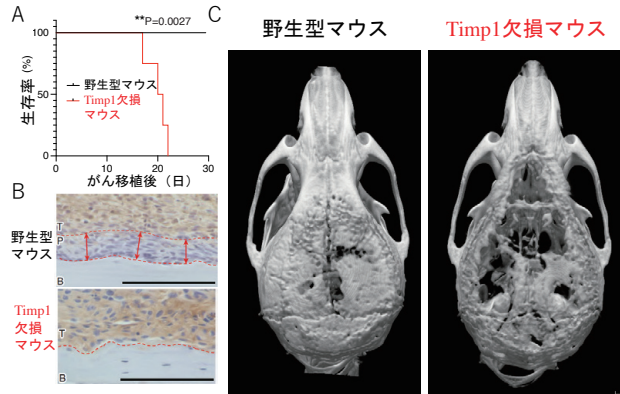 A
**P=0.0027
100
生存率 (%)
50
0
野生型マウス
Timp1欠損
マウス
0
10
20
30
がん移植後（日）
B
野生型
マウス
T
P
B
Timp1
欠損
マウス
T
B
C
野生型マウス
Timp1欠損マウス